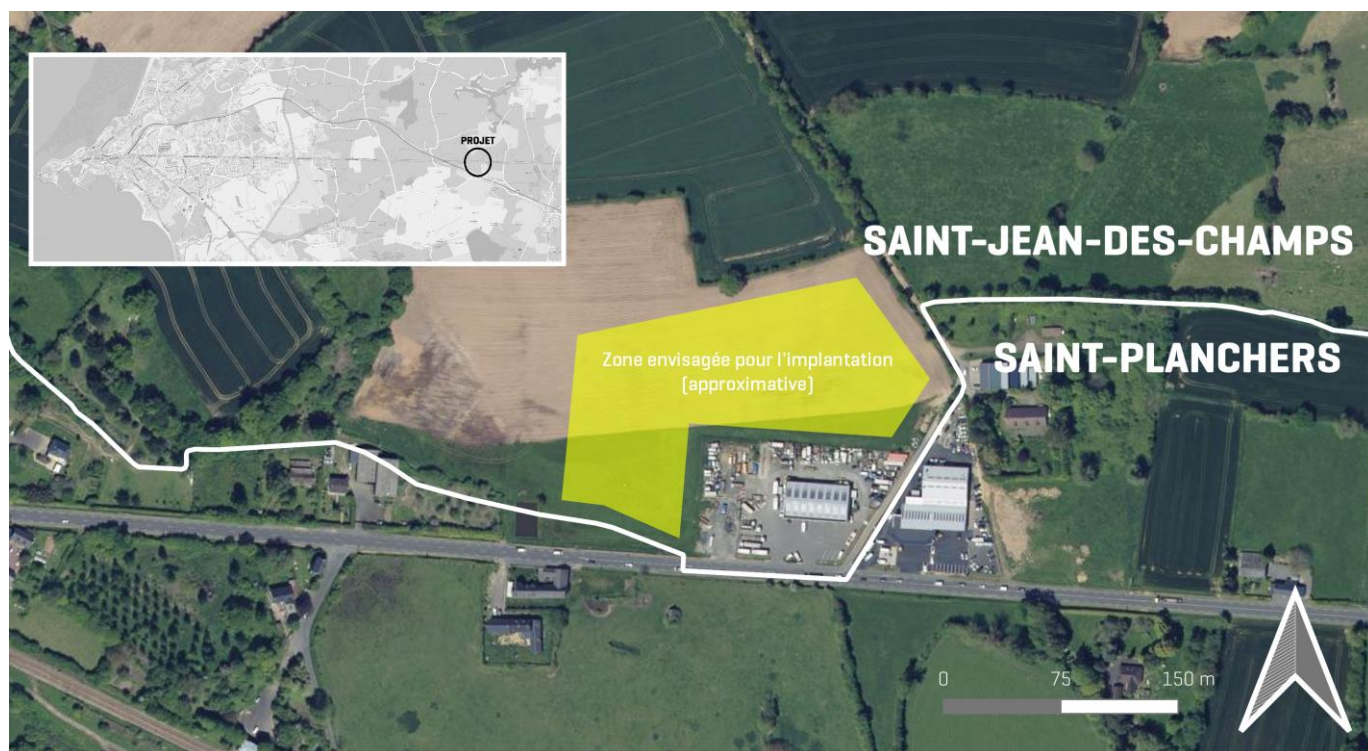 PROJET
SAINT-JEAN-DES-CHAMPS
SAINT-PLANCHERS
Zone envisagée pour l'implantation
(approximative)
0 75 150 m